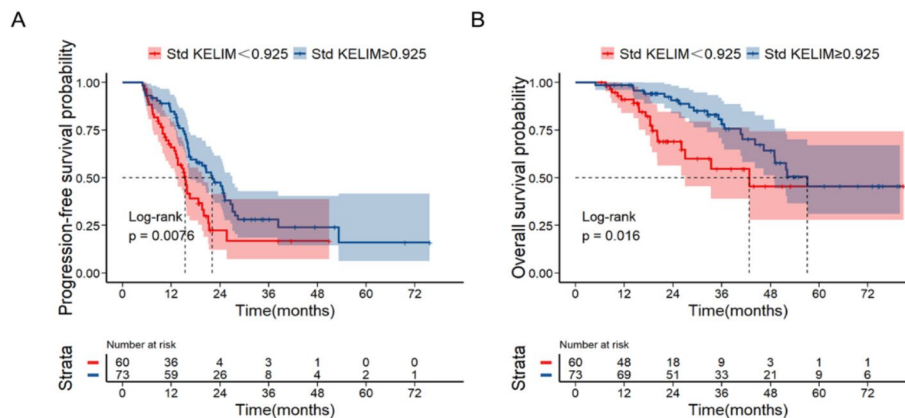 A
Std KELIM＜0.925 Std KELIM≥0.925
Progression-free survival probability
1.00
0.75
0.50
0.25
0.00
Log-rank
p = 0.0076
0 12 24 36 48 60 72
Time(months)
Number at risk
Strata
60 36 4 3 1 0 0
73 59 26 8 4 2 1
0 12 24 36 48 60 72
Time(months)
B
Std KELIM＜0.925 Std KELIM≥0.925
Overall survival probability
1.00
0.75
0.50
0.25
0.00
Log-rank
p = 0.016
0 12 24 36 48 60 72
Time(months)
Number at risk
Strata
60 48 18 9 3 1 1
73 69 51 33 21 9 6
0 12 24 36 48 60 72
Time(months)